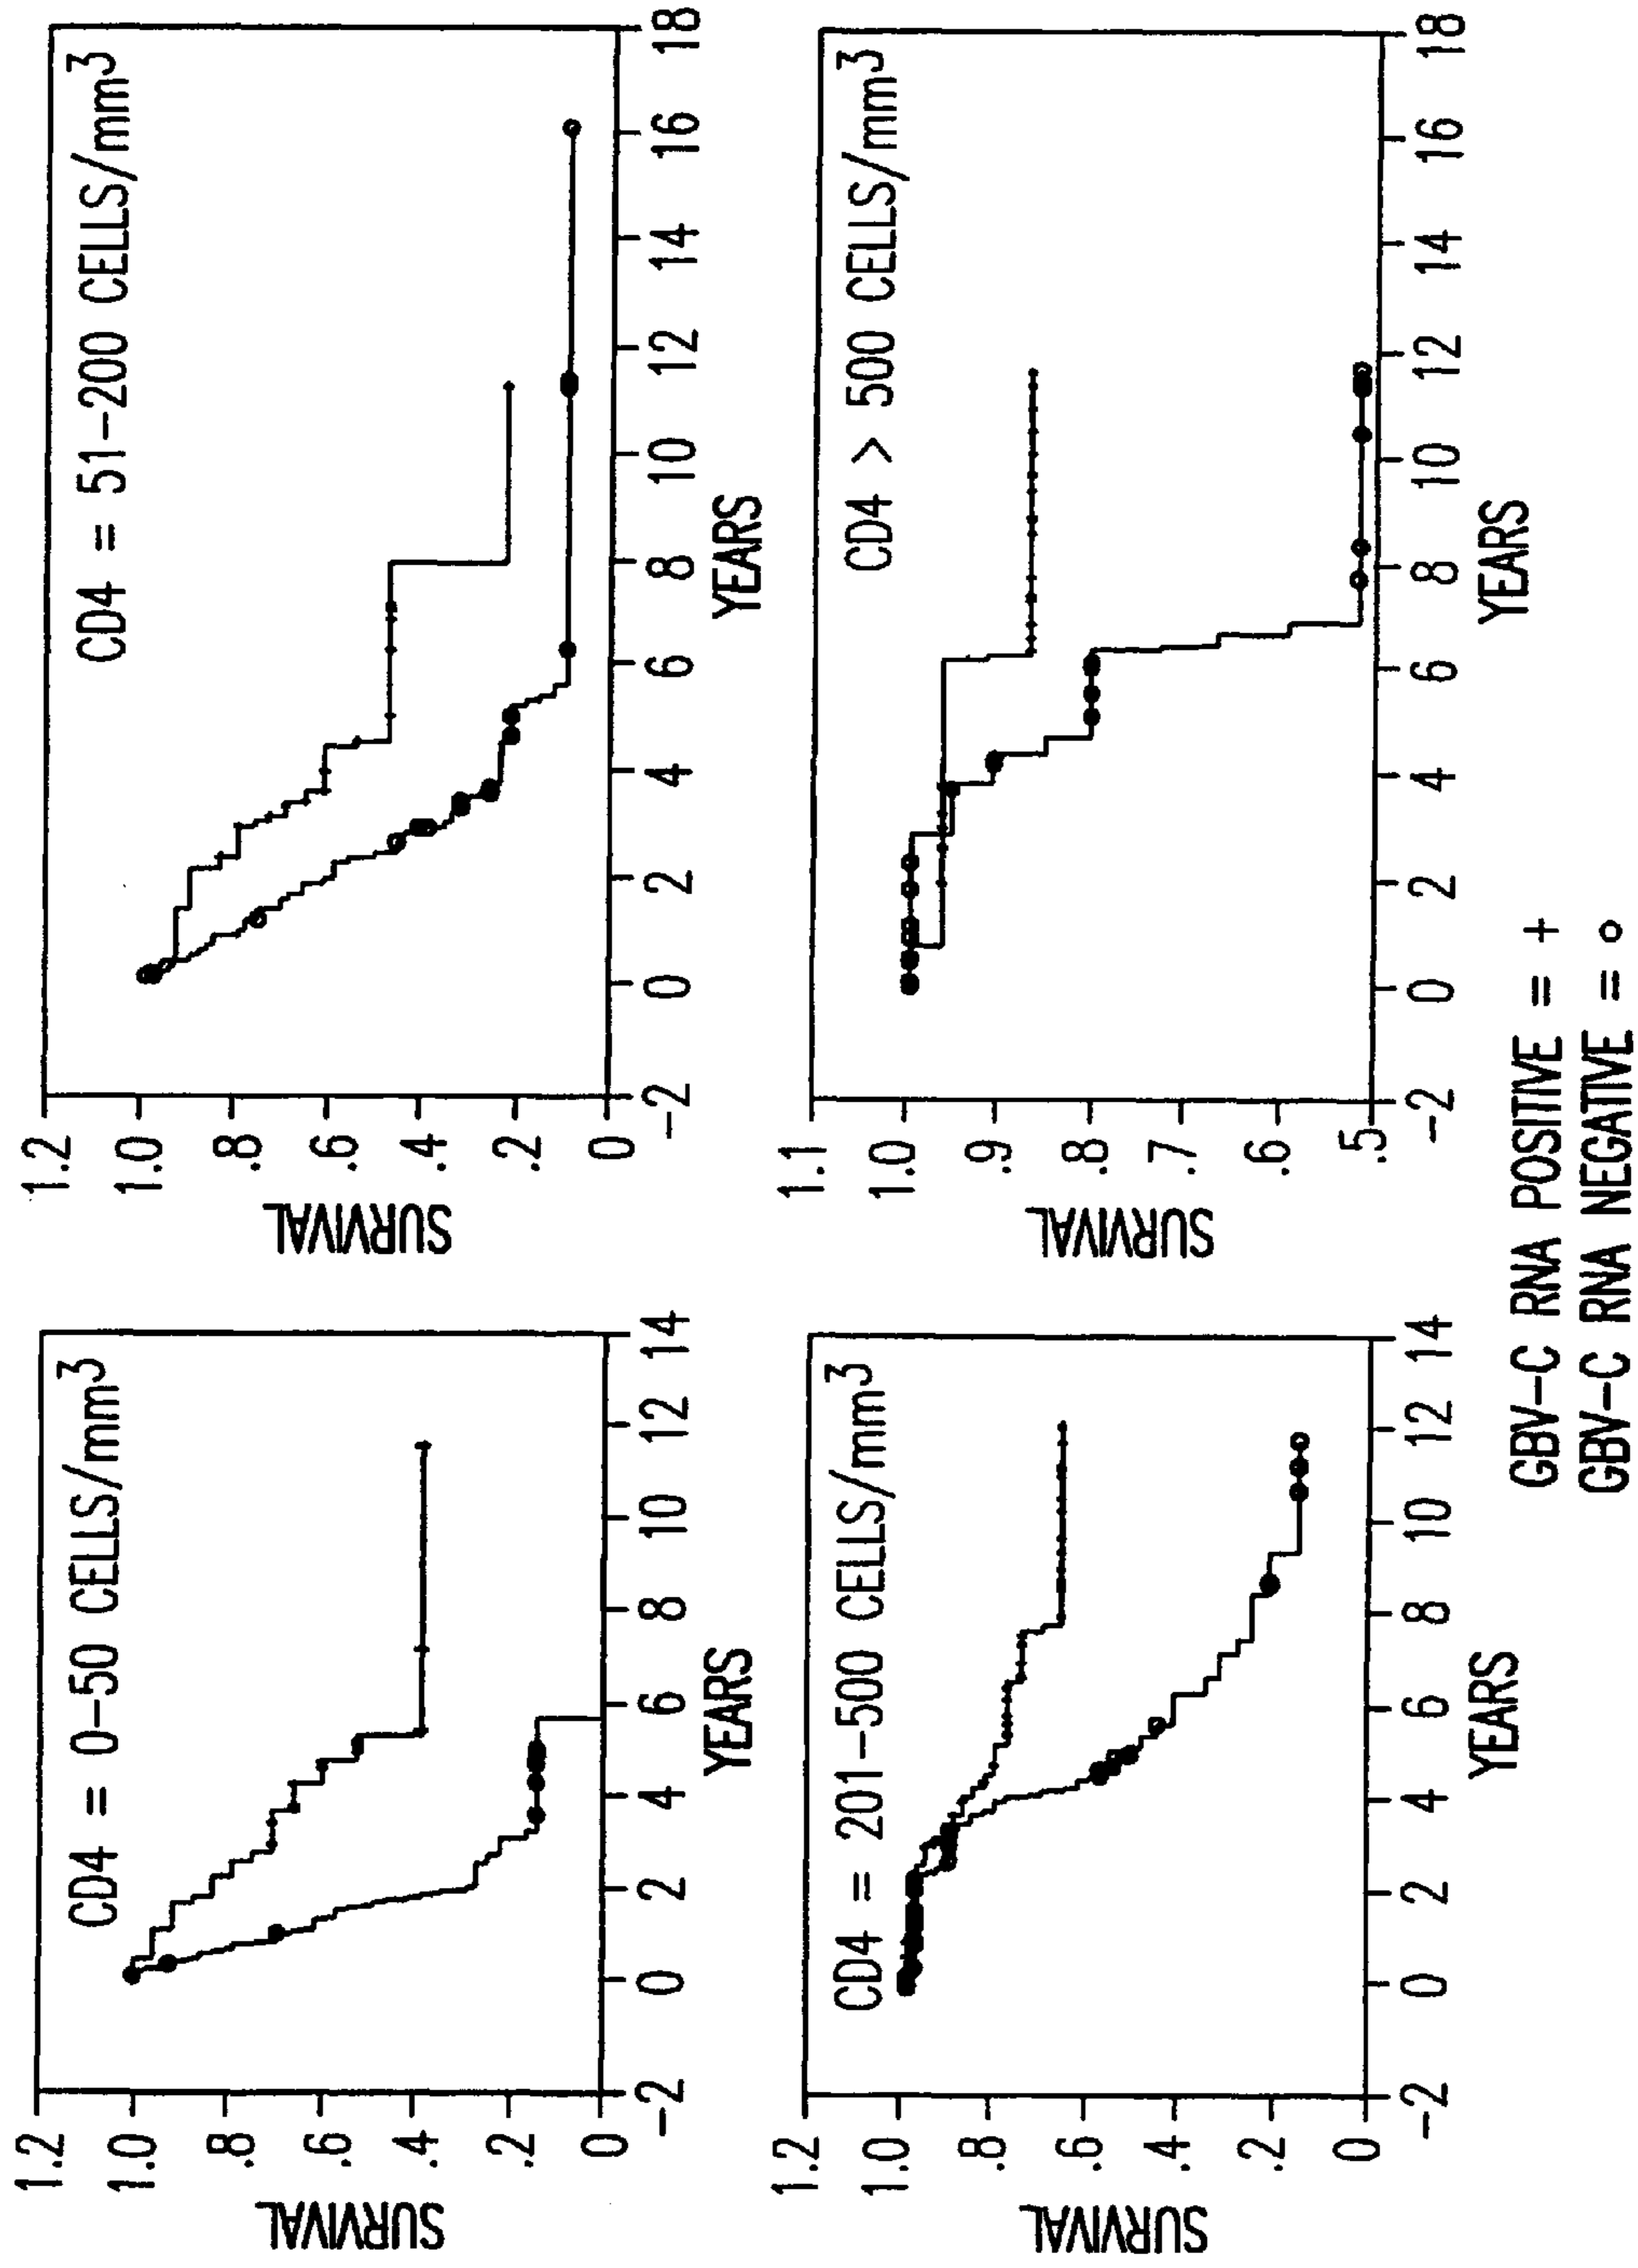 CD4 = 0-50 CELLS/mm³
1.2
1.0
.8
.6
.4
.2
0
SURVIVAL
-2 0 2 4 6 8 10 12 14
YEARS
CD4 = 51-200 CELLS/mm³
1.2
1.0
.8
.6
.4
.2
0
SURVIVAL
-2 0 2 4 6 8 10 12 14 16 18
YEARS
CD4 = 201-500 CELLS/mm³
1.2
1.0
.8
.6
.4
.2
0
SURVIVAL
-2 0 2 4 6 8 10 12 14
YEARS
CD4 > 500 CELLS/mm³
1.1
1.0
.9
.8
.7
.6
.5
SURVIVAL
-2 0 2 4 6 8 10 12 14 16 18
YEARS
GBV-C RNA POSITIVE = +
GBV-C RNA NEGATIVE = o